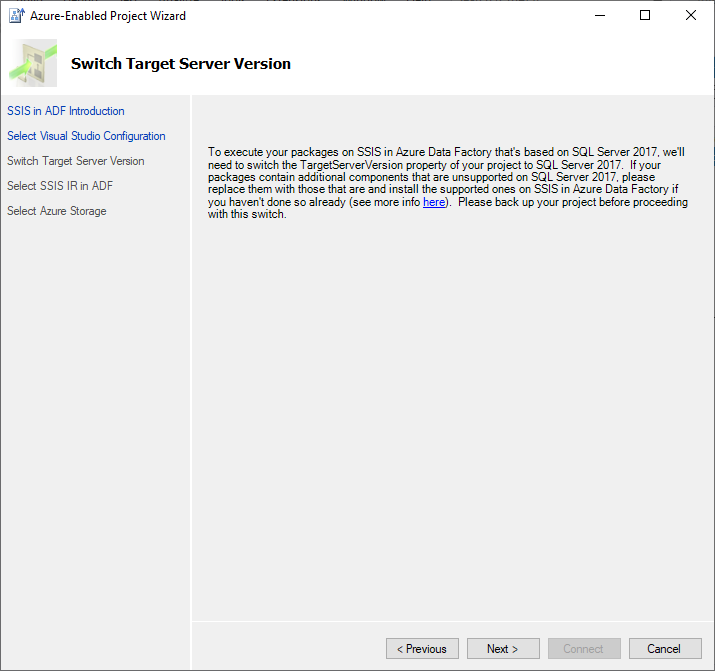 Azure-Enabled Project Wizard
Switch Target Server Version
SSIS in ADF Introduction
Select Visual Studio Configuration
Switch Target Server Version
Select SSIS IR in ADF
Select Azure Storage
To execute your packages on SSIS in Azure Data Factory that's based on SQL Server 2017, we'll
need to switch the TargetServerVersion property of your project to SQL Server 2017.  If your
packages contain additional components that are unsupported on SQL Server 2017, please
replace them with those that are and install the supported ones on SSIS in Azure Data Factory if
you haven't done so already (see more info here).  Please back up your project before proceeding
with this switch.
< Previous
Next >
Connect
Cancel